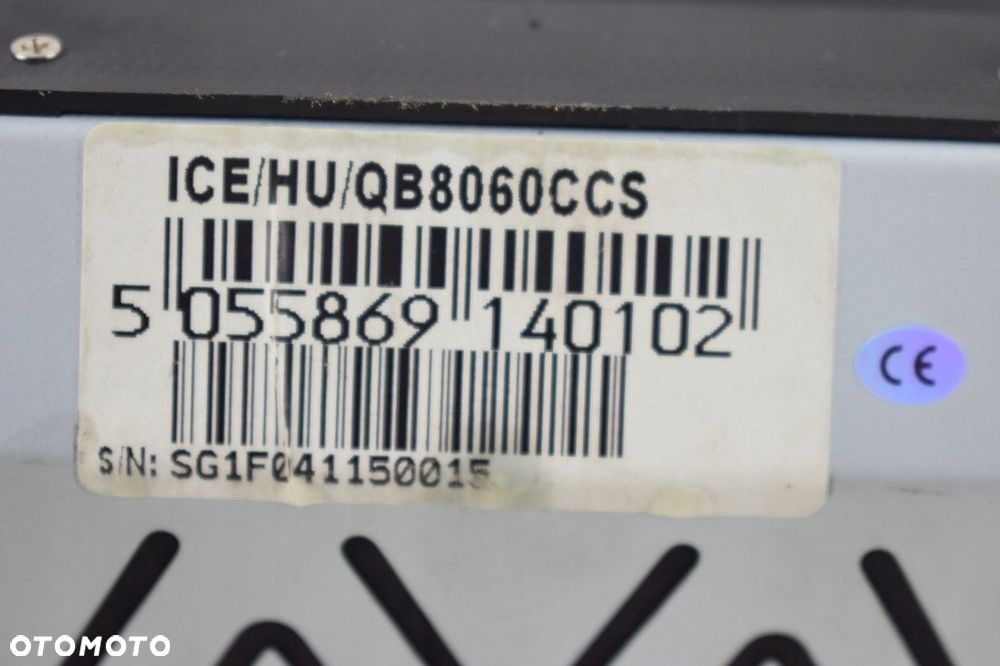 ICE/HU/QB8060CCS
5 055869 140102
S/N: SG1F041150015
CE
OTOMOTO